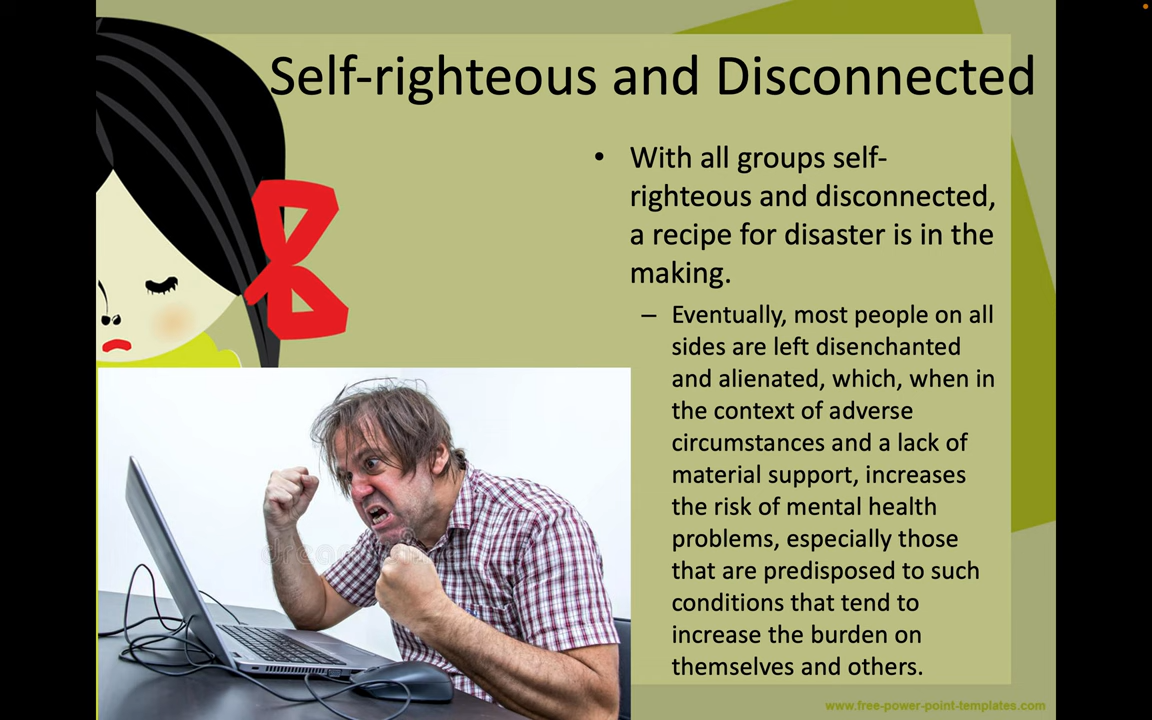 Self-righteous and Disconnected
• With all groups self-
righteous and disconnected,
a recipe for disaster is in the
making.
– Eventually, most people on all
sides are left disenchanted
and alienated, which, when in
the context of adverse
circumstances and a lack of
material support, increases
the risk of mental health
problems, especially those
that are predisposed to such
conditions that tend to
increase the burden on
themselves and others.
www.free-power-point-templates.com